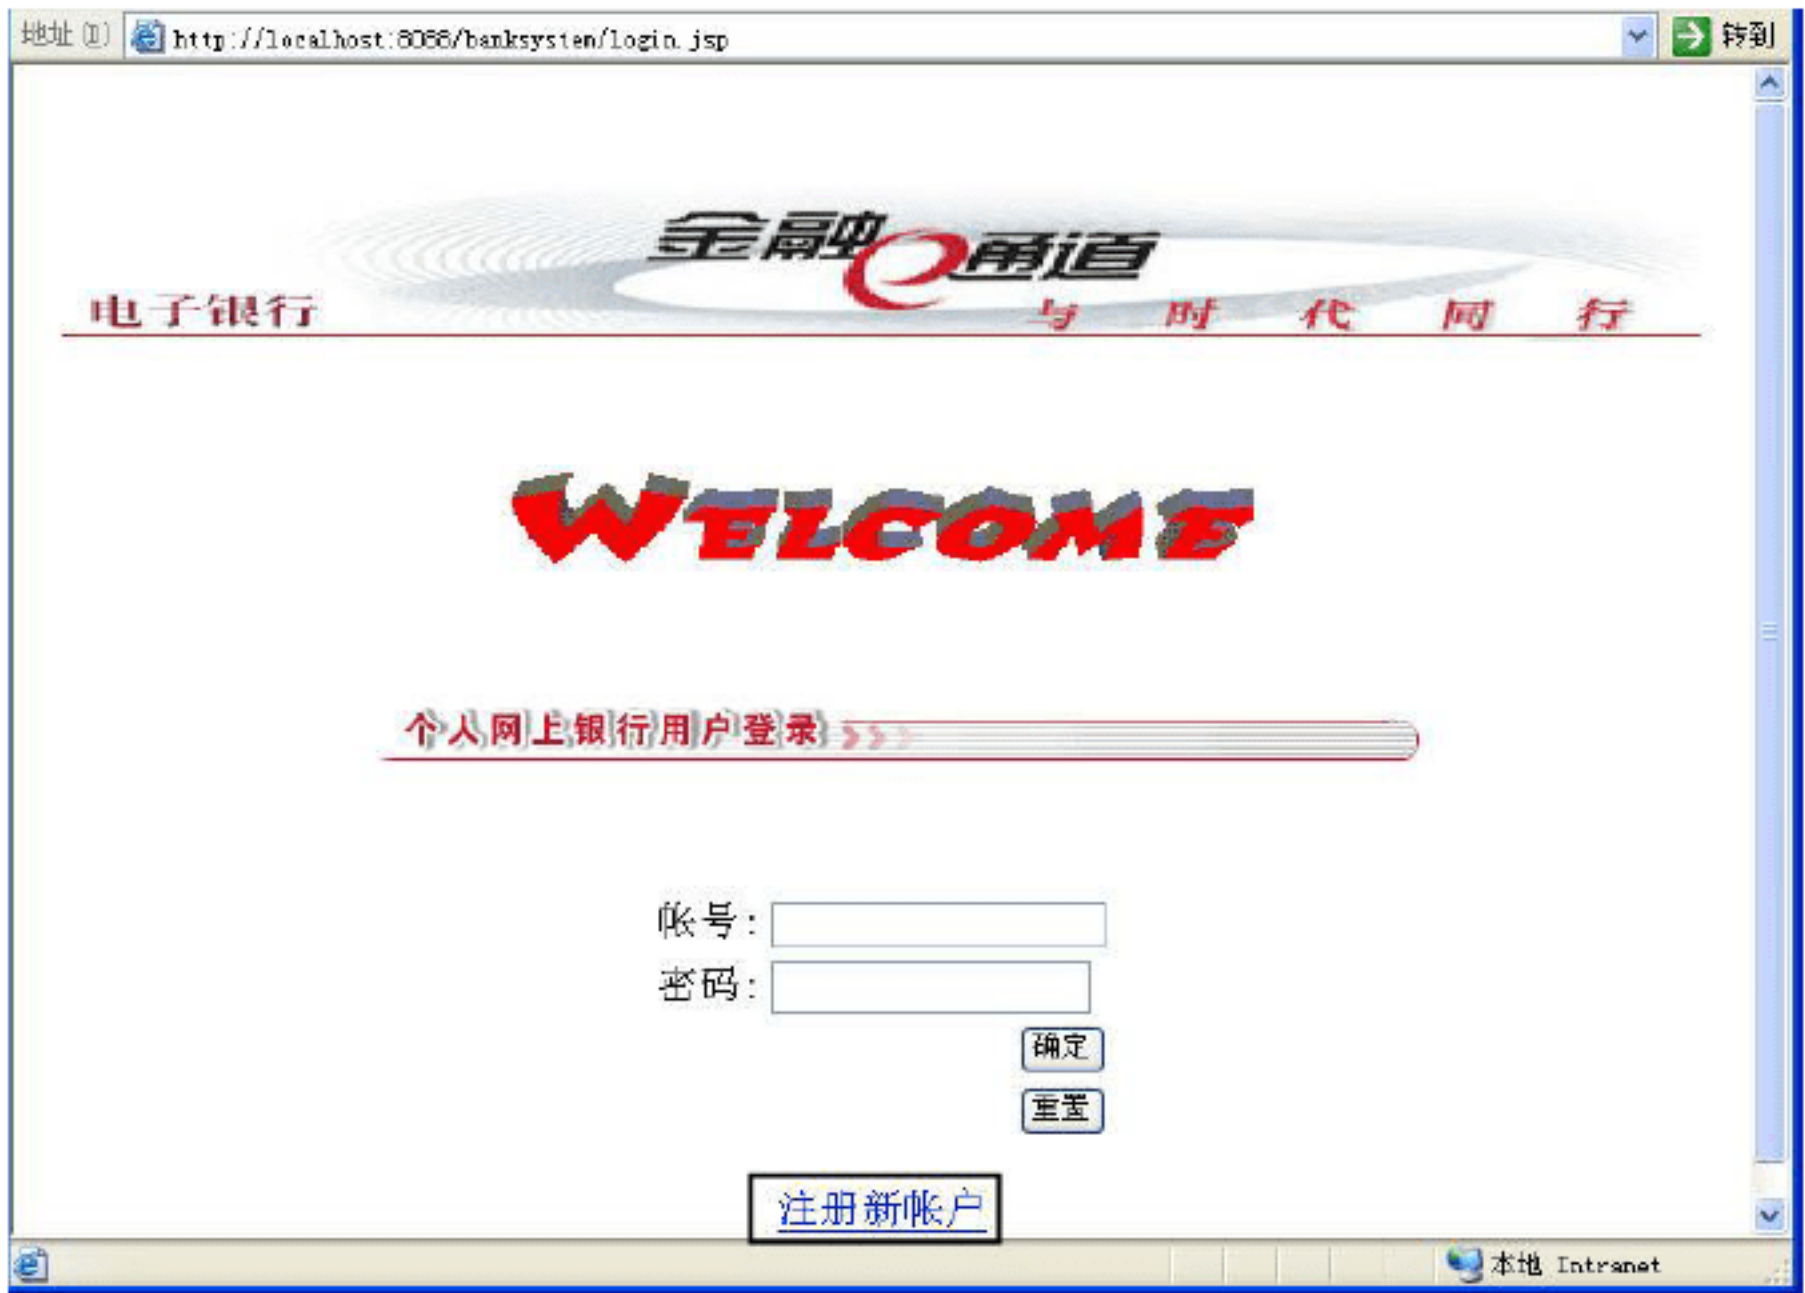 地址(D) http://localhost:8088/banksystem/login.jsp 转到
金融e通道
电子银行 与时代同行
WELCOME
个人网上银行用户登录
帐号:
密码:
确定
重置
注册新帐户
本地 Intranet